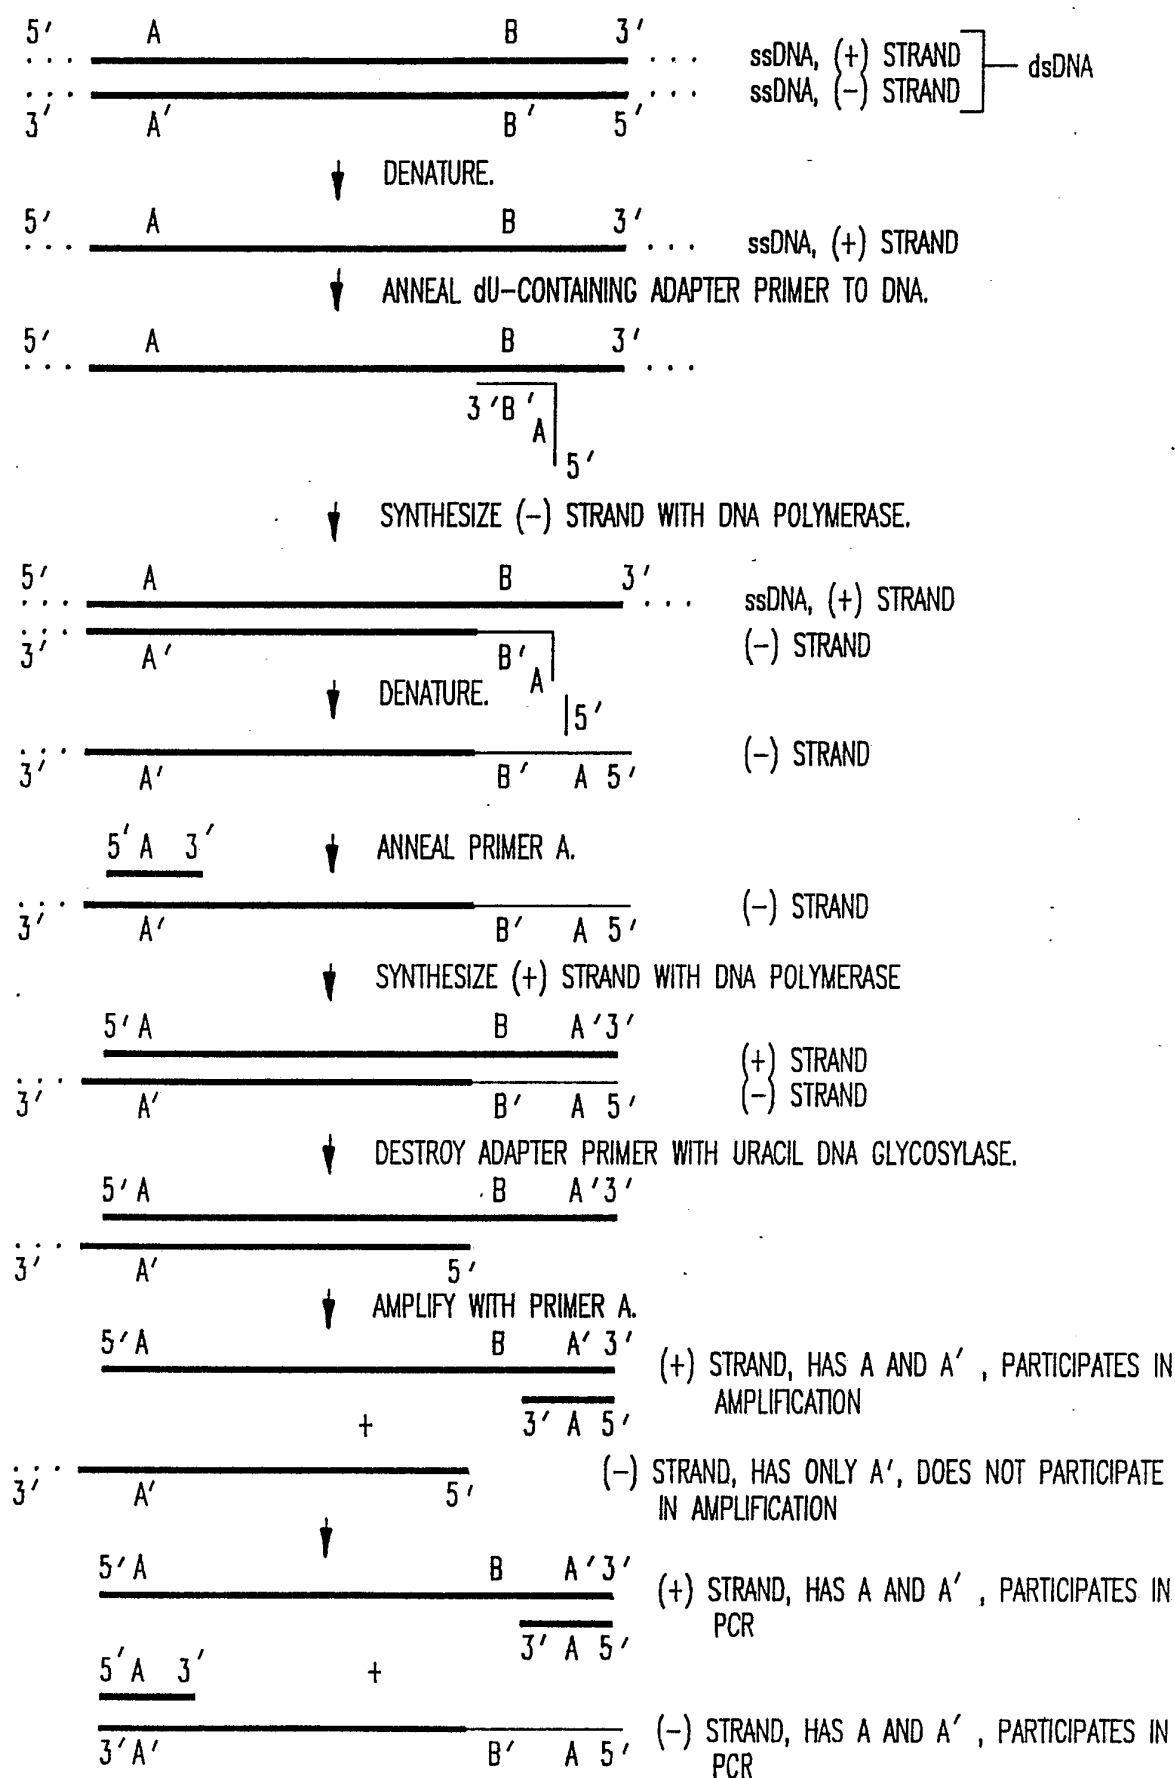 5′ A B 3′
... ... ssDNA, (+) STRAND
dsDNA
... ssDNA, (−) STRAND
3′ A′ B′ 5′
DENATURE.
5′ A B 3′
... ... ssDNA, (+) STRAND
ANNEAL dU-CONTAINING ADAPTER PRIMER TO DNA.
5′ A B 3′
... ...
3′B′
A
5′
SYNTHESIZE (−) STRAND WITH DNA POLYMERASE.
5′ A B 3′
... ... ssDNA, (+) STRAND
... (−) STRAND
3′ A′ B′
A
DENATURE.
5′
... (−) STRAND
3′ A′ B′ A 5′
5′ A 3′ ANNEAL PRIMER A.
... (−) STRAND
3′ A′ B′ A 5′
SYNTHESIZE (+) STRAND WITH DNA POLYMERASE
5′A B A′3′
(+) STRAND
... (−) STRAND
3′ A′ B′ A 5′
DESTROY ADAPTER PRIMER WITH URACIL DNA GLYCOSYLASE.
5′A B A′3′
...
3′ A′ 5′
AMPLIFY WITH PRIMER A.
5′A B A′ 3′
(+) STRAND, HAS A AND A′ , PARTICIPATES IN
AMPLIFICATION
3′ A 5′
+
... (−) STRAND, HAS ONLY A′, DOES NOT PARTICIPATE
3′ A′ 5′
IN AMPLIFICATION
5′A B A′3′
(+) STRAND, HAS A AND A′ , PARTICIPATES IN
PCR
3′ A 5′
5′A 3′ +
(−) STRAND, HAS A AND A′ , PARTICIPATES IN
3′A′ B′ A 5′
PCR